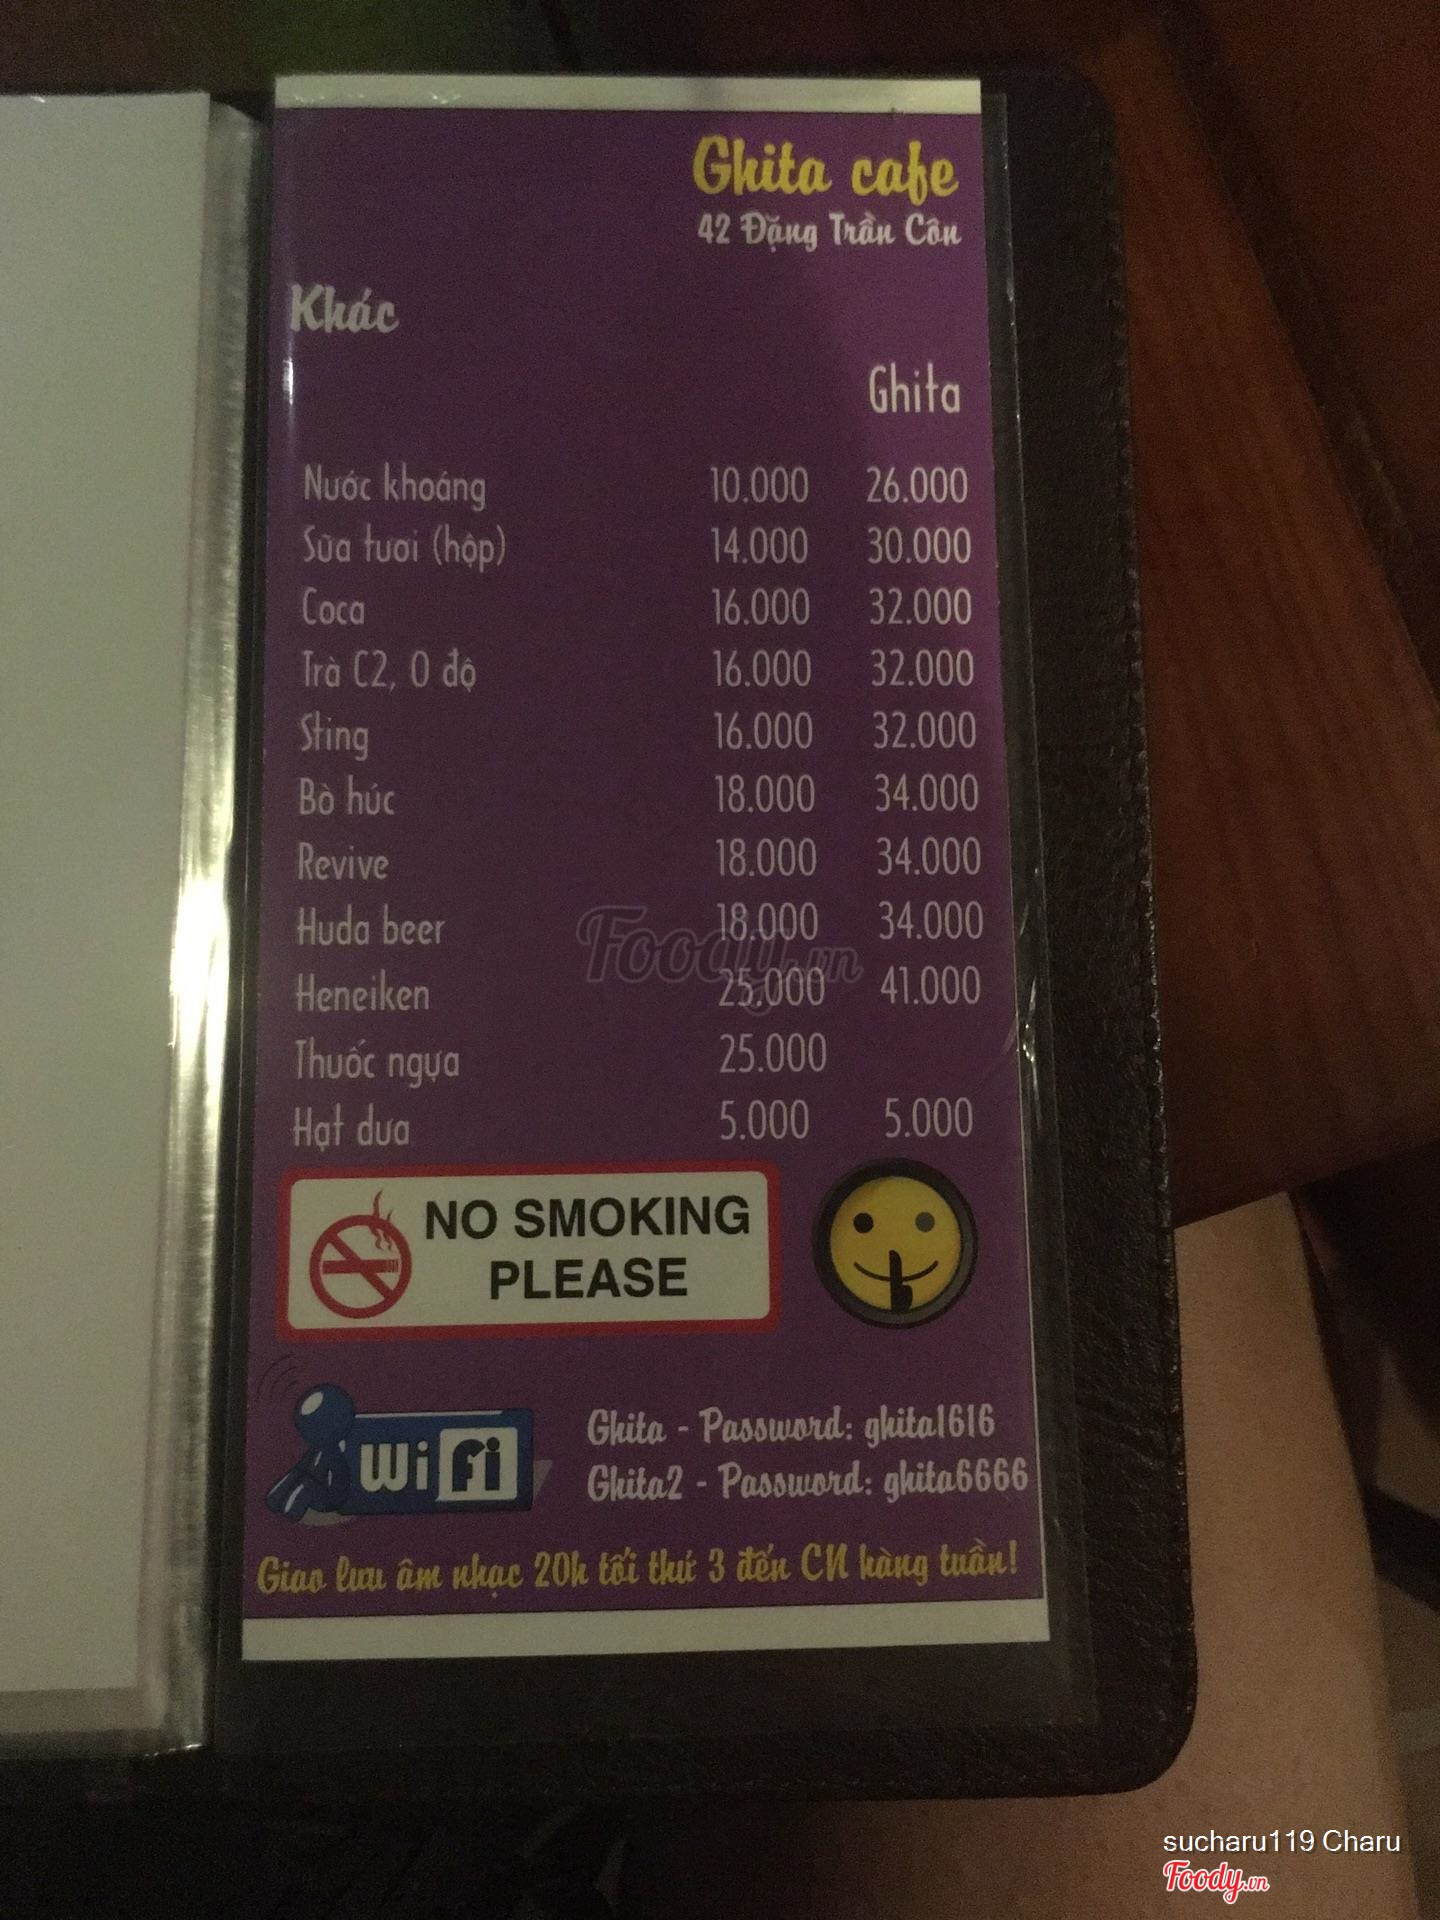 Ghita cafe
42 Đặng Trần Côn
Khác
Ghita
Nước khoáng 10.000 26.000
Sữa tươi (hộp) 14.000 30.000
Coca 16.000 32.000
Trà C2, 0 độ 16.000 32.000
Sting 16.000 32.000
Bò húc 18.000 34.000
Revive 18.000 34.000
Huda beer 18.000 34.000
Heneiken 25.000 41.000
Thuốc ngựa 25.000
Hạt dưa 5.000 5.000
Foody.vn
NO SMOKING
PLEASE
Wi Fi
Ghita - Password: ghita1616
Ghita2 - Password: ghita6666
Giao lưu âm nhạc 20h tối thứ 3 đến CN hàng tuần!
sucharu119 Charu
Foody.vn